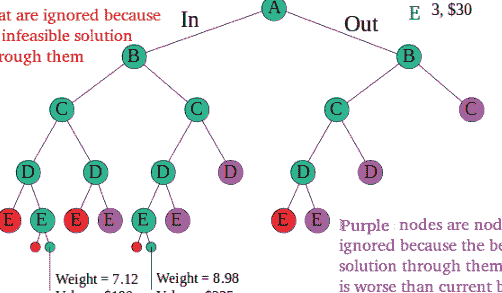 at are ignored because
infeasible solution
rough them
In
A
Out
E 3, $30
B
B
C
C
C
C
D
D
D
D
D
D
E
E
E
E
E
E
E
E
Purple nodes are nod
ignored because the be
solution through them
is worse than current b
Weight = 7.12
Weight = 8.98